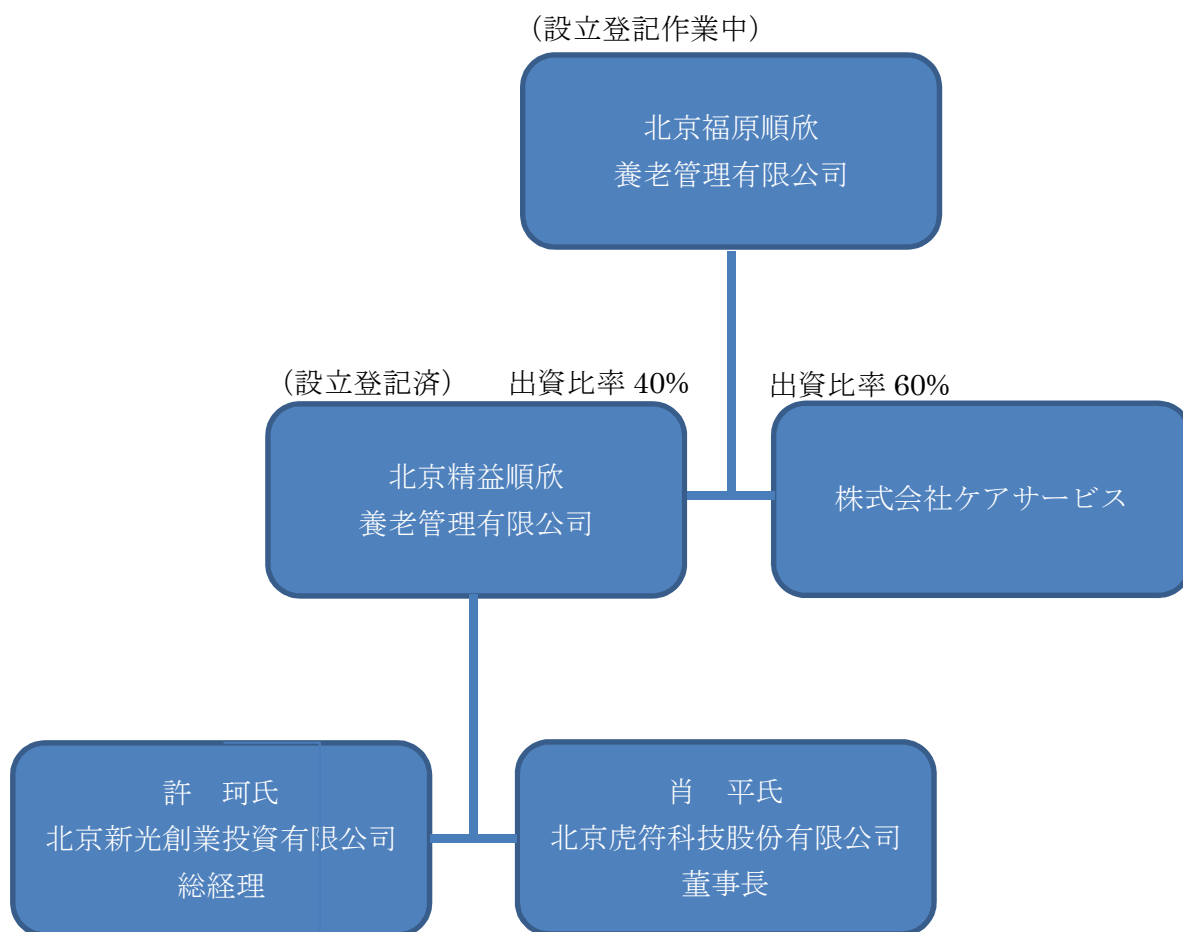 （設立登記作業中）
北京福原順欣
養老管理有限公司
（設立登記済）　出資比率 40%
出資比率 60%
北京精益順欣
養老管理有限公司
株式会社ケアサービス
許　珂氏
北京新光創業投資有限公司
総経理
肖　平氏
北京虎符科技股份有限公司
董事長